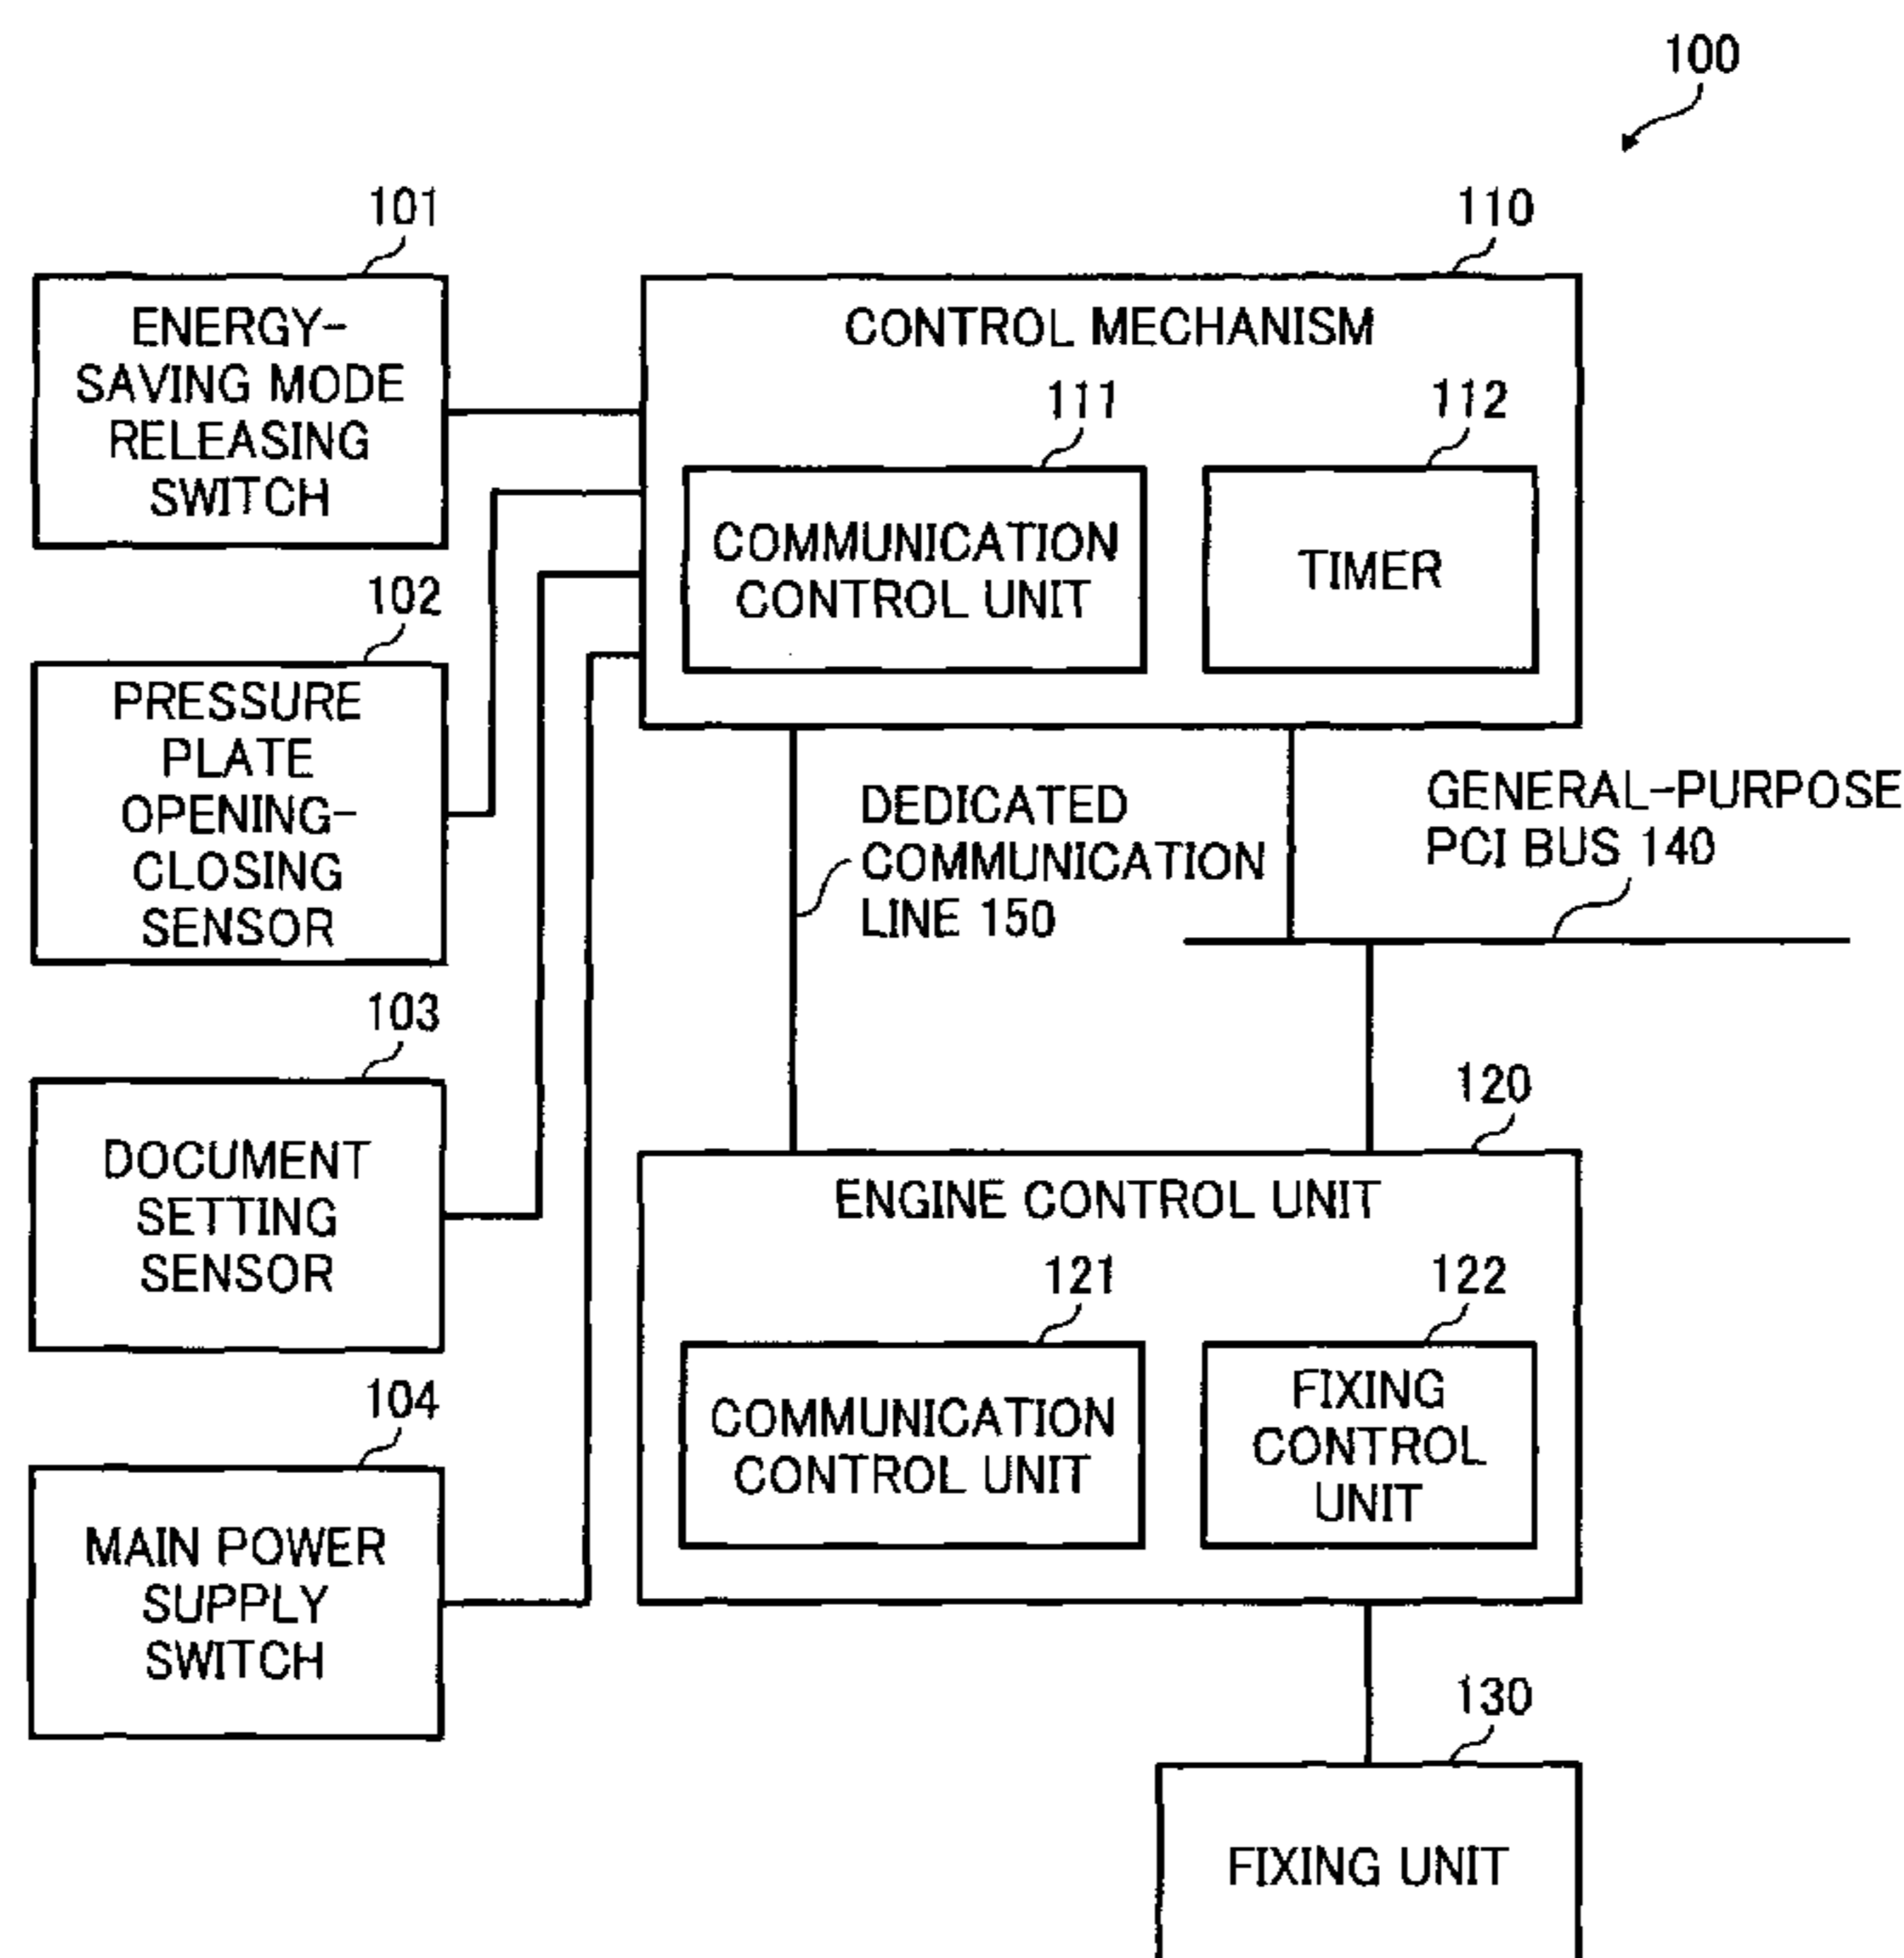 100
101
ENERGY-
SAVING MODE
RELEASING
SWITCH
102
PRESSURE
PLATE
OPENING-
CLOSING
SENSOR
103
DOCUMENT
SETTING
SENSOR
104
MAIN POWER
SUPPLY
SWITCH
110
CONTROL MECHANISM
111
COMMUNICATION
CONTROL UNIT
112
TIMER
DEDICATED
COMMUNICATION
LINE 150
GENERAL-PURPOSE
PCI BUS 140
120
ENGINE CONTROL UNIT
121
COMMUNICATION
CONTROL UNIT
122
FIXING
CONTROL
UNIT
130
FIXING UNIT